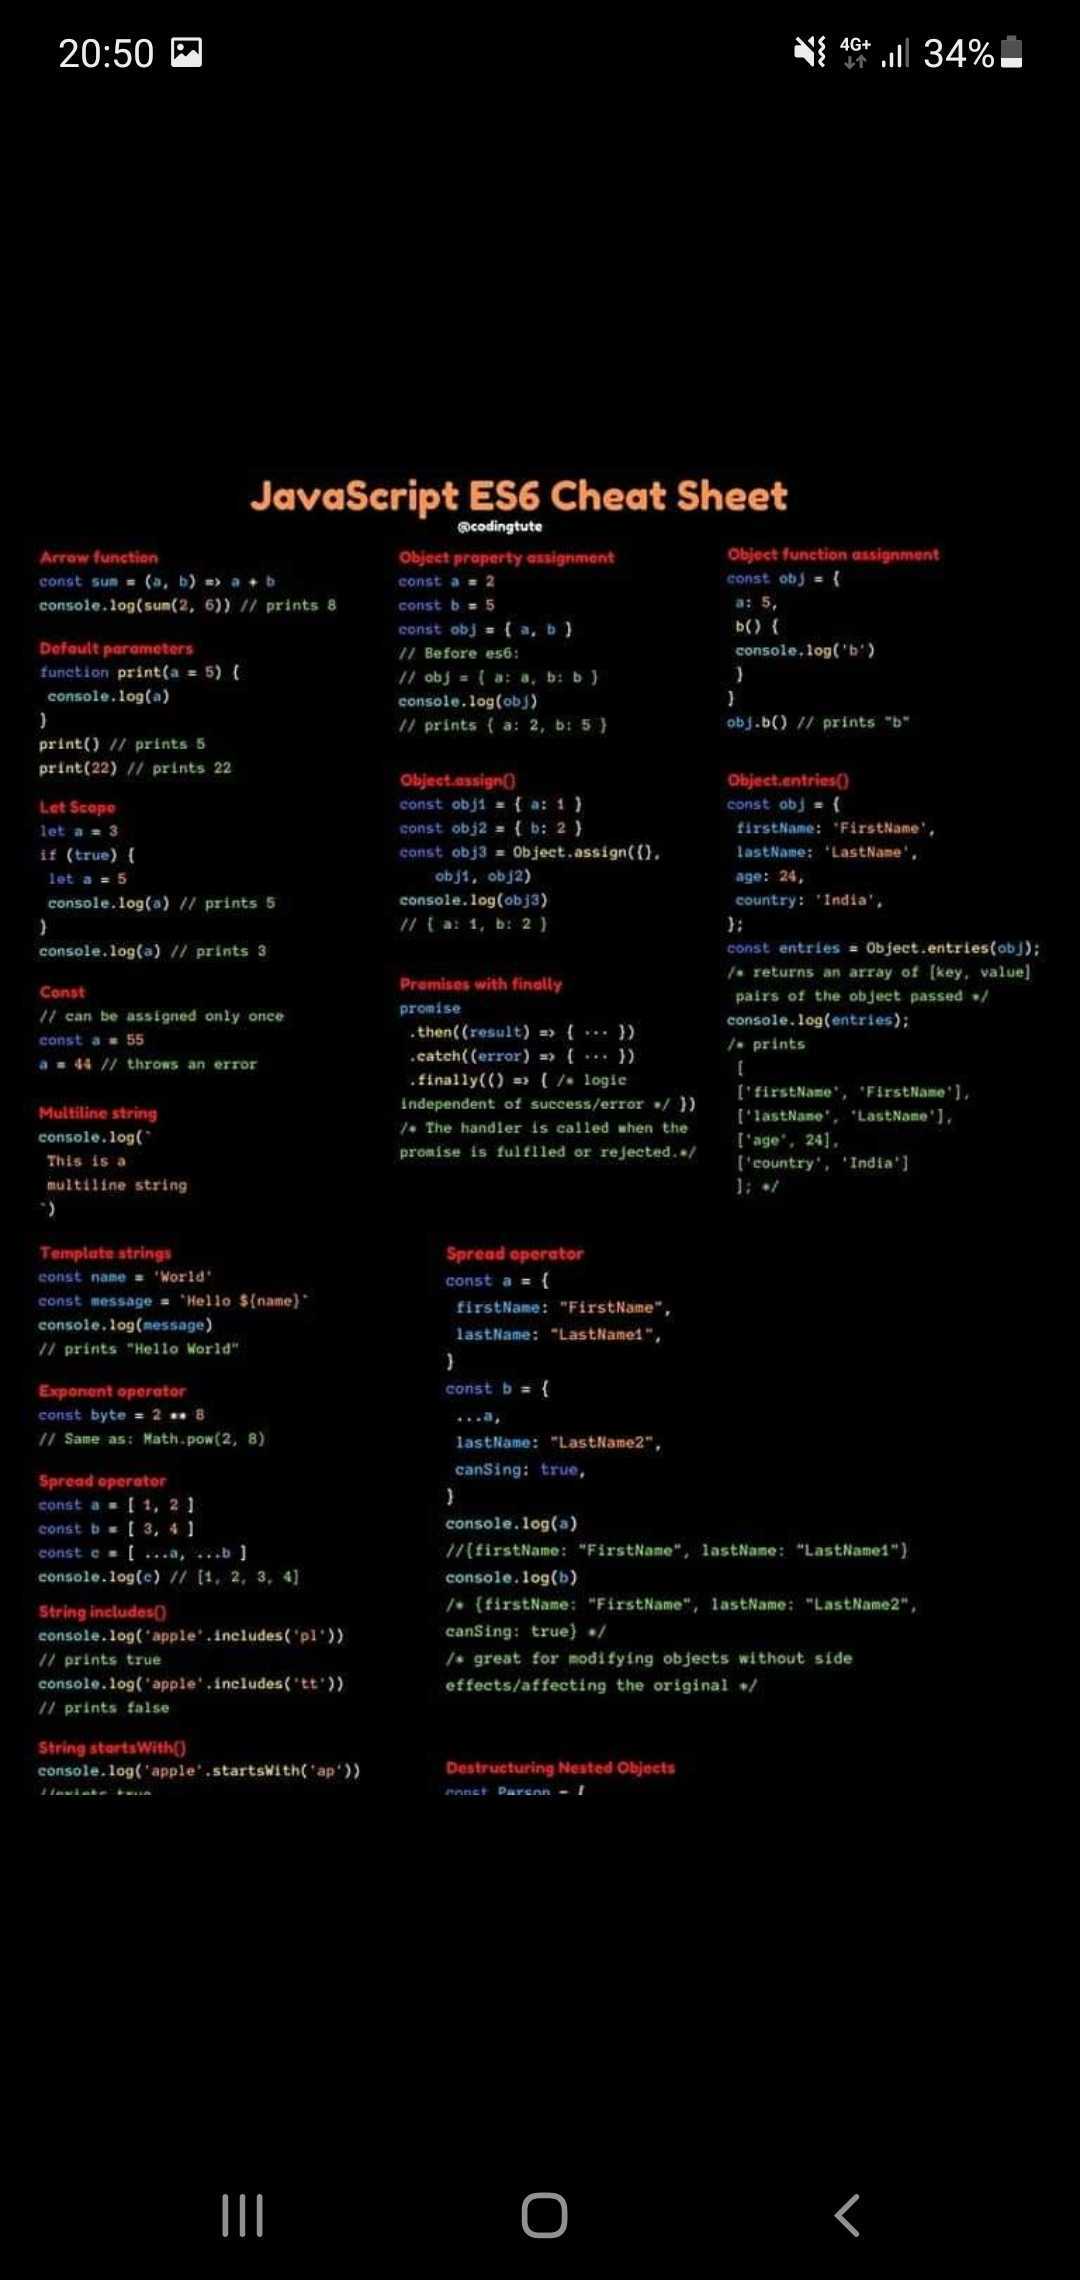 20:50
4G+ 34%
JavaScript ES6 Cheat Sheet
@codingtute
Arrow function
const sum = (a, b) => a + b
console.log(sum(2, 6)) // prints 8
Default parameters
function print(a = 5) {
console.log(a)
}
print() // prints 5
print(22) // prints 22
Let Scope
let a = 3
if (true) {
let a = 5
console.log(a) // prints 5
}
console.log(a) // prints 3
Const
// can be assigned only once
const a = 55
a = 44 // throws an error
Multiline string
console.log(`
This is a
multiline string
`)
Template strings
const name = 'World'
const message = `Hello ${name}`
console.log(message)
// prints "Hello World"
Exponent operator
const byte = 2 ** 8
// Same as: Math.pow(2, 8)
Spread operator
const a = [ 1, 2 ]
const b = [ 3, 4 ]
const c = [ ...a, ...b ]
console.log(c) // [1, 2, 3, 4]
String includes()
console.log('apple'.includes('pl'))
// prints true
console.log('apple'.includes('tt'))
// prints false
String startsWith()
console.log('apple'.startsWith('ap'))
//prints true
Object property assignment
const a = 2
const b = 5
const obj = { a, b }
// Before es6:
// obj = { a: a, b: b }
console.log(obj)
// prints { a: 2, b: 5 }
Object.assign()
const obj1 = { a: 1 }
const obj2 = { b: 2 }
const obj3 = Object.assign({},
obj1, obj2)
console.log(obj3)
// { a: 1, b: 2 }
Promises with finally
promise
.then((result) => { ··· })
.catch((error) => { ··· })
.finally(() => { /* logic
independent of success/error */ })
/* The handler is called when the
promise is fulflled or rejected.*/
Object function assignment
const obj = {
a: 5,
b() {
console.log('b')
}
}
obj.b() // prints "b"
Object.entries()
const obj = {
firstName: 'FirstName',
lastName: 'LastName',
age: 24,
country: 'India',
};
const entries = Object.entries(obj);
/* returns an array of [key, value]
pairs of the object passed */
console.log(entries);
/* prints
[
['firstName', 'FirstName'],
['lastName', 'LastName'],
['age', 24],
['country', 'India']
]; */
Spread operator
const a = {
firstName: "FirstName",
lastName: "LastName1",
}
const b = {
...a,
lastName: "LastName2",
canSing: true,
}
console.log(a)
//{firstName: "FirstName", lastName: "LastName1"}
console.log(b)
/* {firstName: "FirstName", lastName: "LastName2",
canSing: true} */
/* great for modifying objects without side
effects/affecting the original */
Destructuring Nested Objects
const Person = {